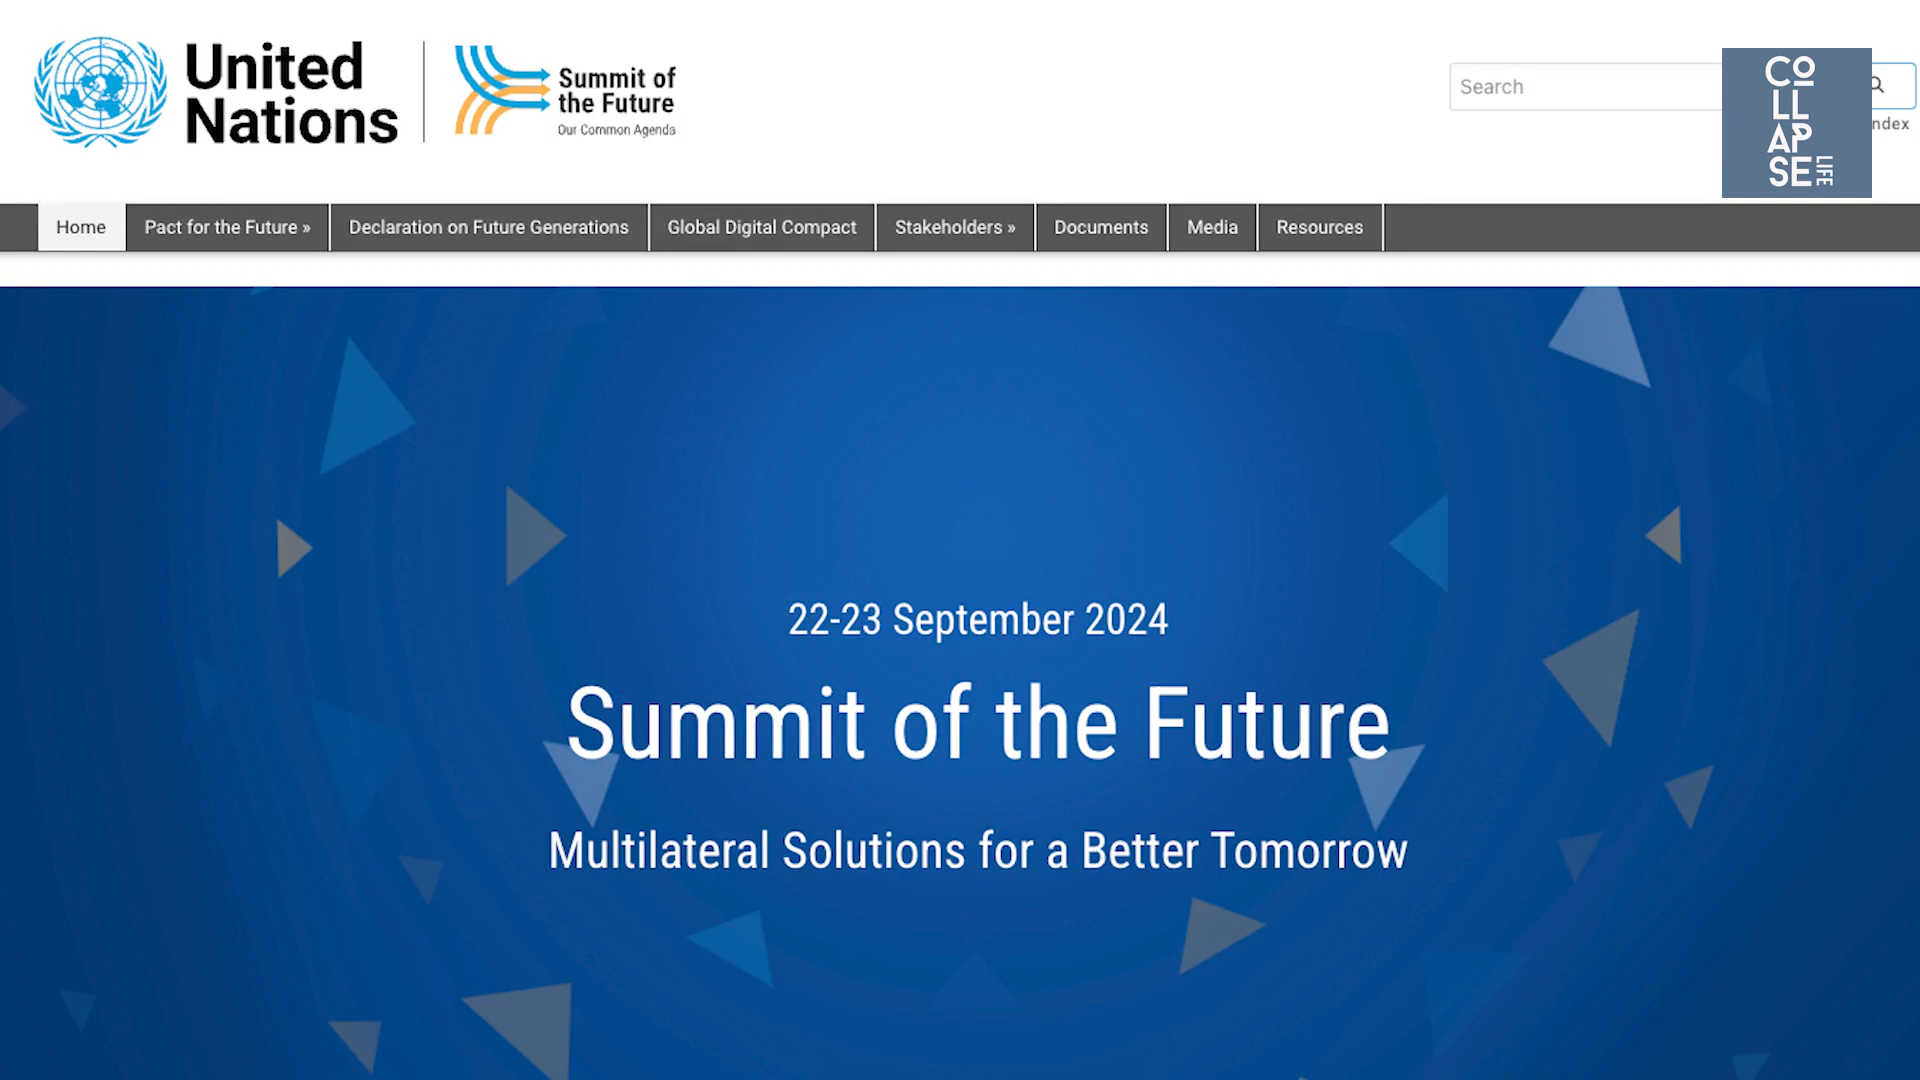 United
Nations
Summit of
the Future
Our Common Agenda
Search
ndex
CO
LL
AP
SE
LIFE
Home
Pact for the Future »
Declaration on Future Generations
Global Digital Compact
Stakeholders »
Documents
Media
Resources
22-23 September 2024
Summit of the Future
Multilateral Solutions for a Better Tomorrow